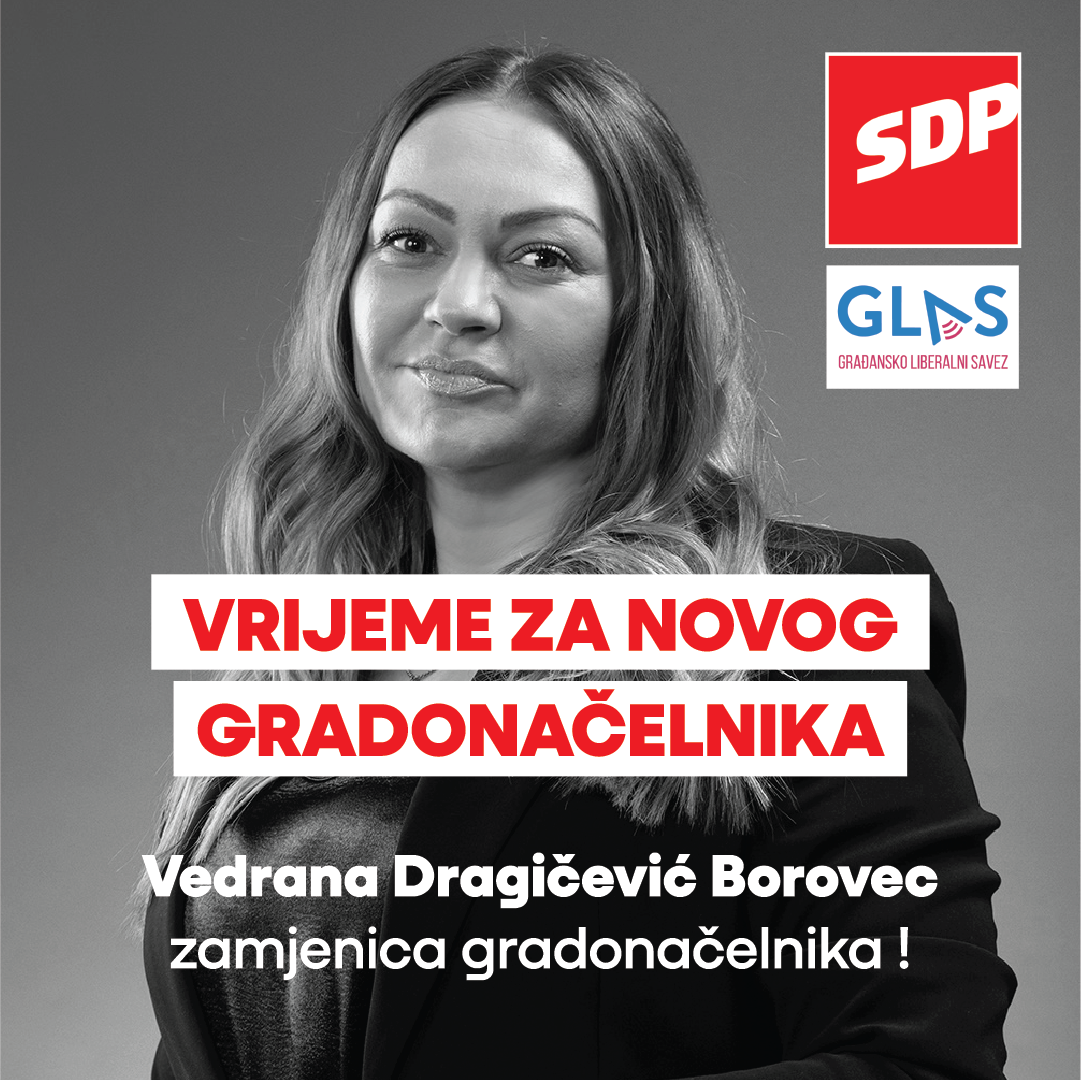 SDP
GLAS
GRAĐANSKO LIBERALNI SAVEZ
VRIJEME ZA NOVOG
GRADONAČELNIKA
Vedrana Dragičević Borovec
zamjenica gradonačelnika !